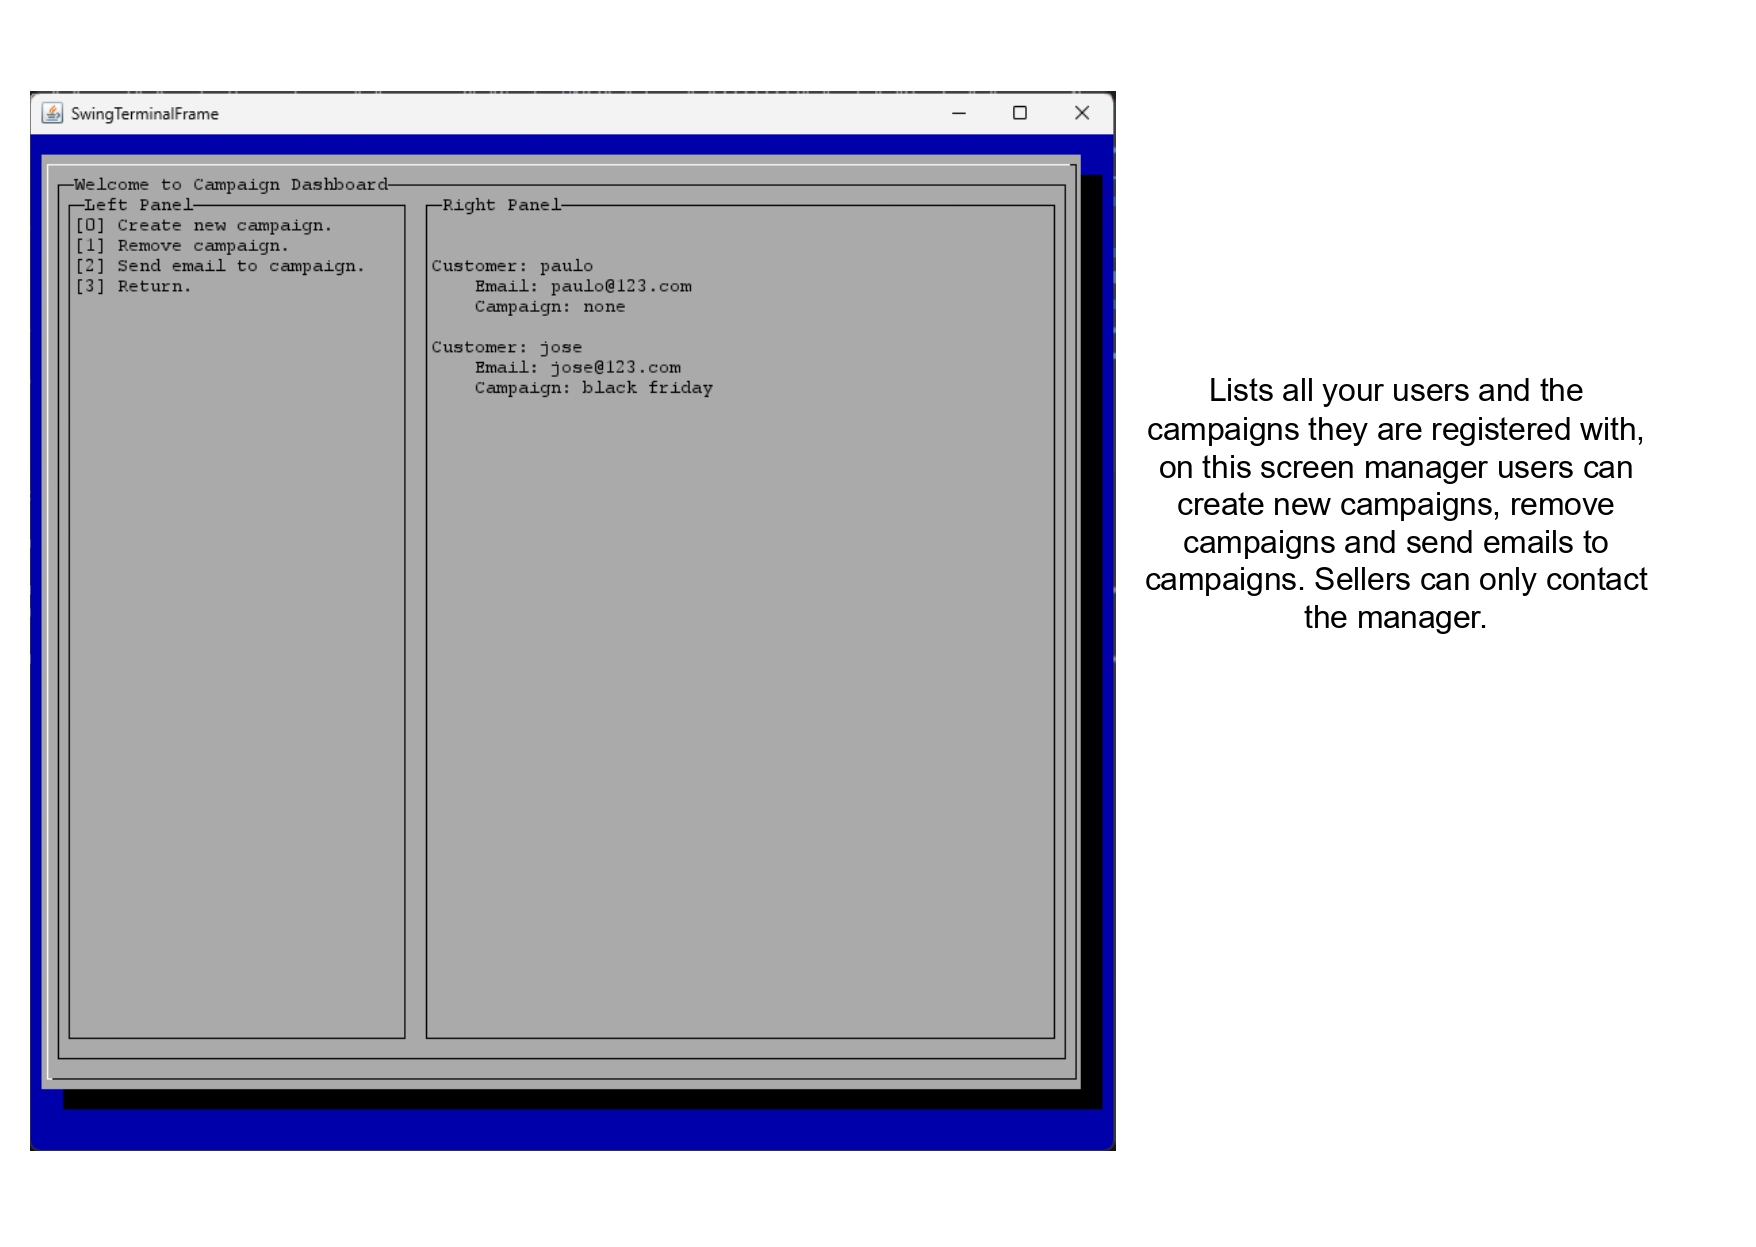 SwingTerminalFrame
Welcome to Campaign Dashboard
Left Panel
[0] Create new campaign.
[1] Remove campaign.
[2] Send email to campaign.
[3] Return.
Right Panel
Customer: paulo
Email: paulo@123.com
Campaign: none
Customer: jose
Email: jose@123.com
Campaign: black friday
Lists all your users and the
campaigns they are registered with,
on this screen manager users can
create new campaigns, remove
campaigns and send emails to
campaigns. Sellers can only contact
the manager.